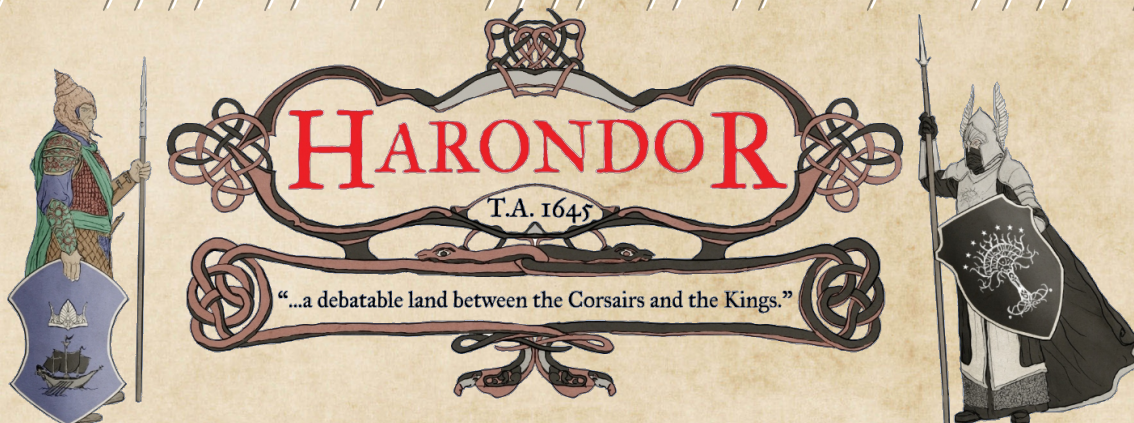 HARONDOR
T.A. 1645
“...a debatable land between the Corsairs and the Kings.”